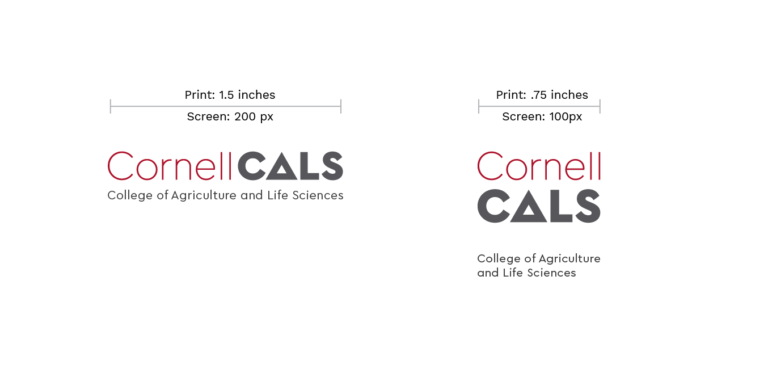 Print: 1.5 inches
Screen: 200 px
CornellCALS
College of Agriculture and Life Sciences
Print: .75 inches
Screen: 100px
Cornell
CALS
College of Agriculture
and Life Sciences